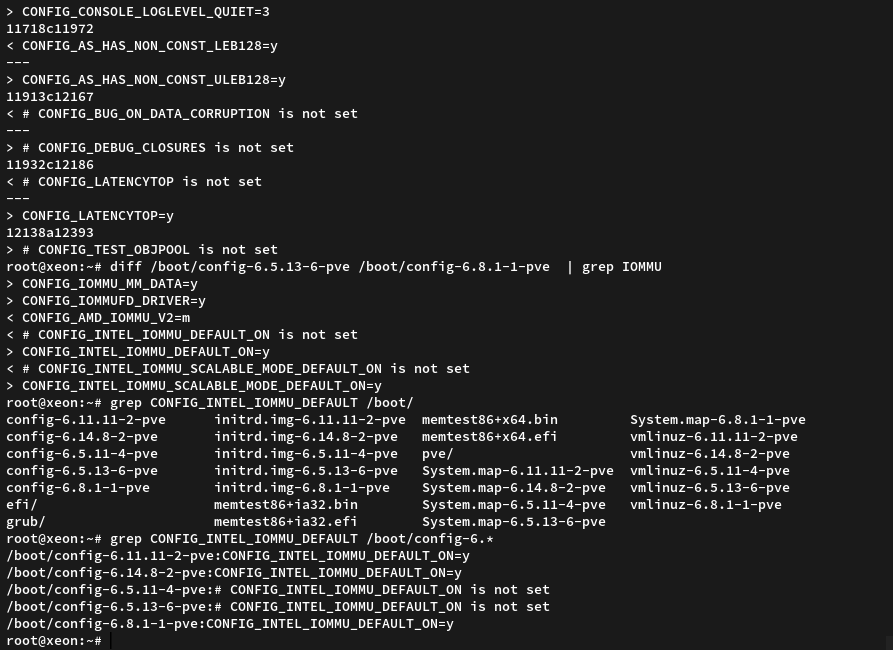 > CONFIG_CONSOLE_LOGLEVEL_QUIET=3
11718c11972
< CONFIG_AS_HAS_NON_CONST_LEB128=y
---
> CONFIG_AS_HAS_NON_CONST_ULEB128=y
11913c12167
< # CONFIG_BUG_ON_DATA_CORRUPTION is not set
---
> # CONFIG_DEBUG_CLOSURES is not set
11932c12186
< # CONFIG_LATENCYTOP is not set
---
> CONFIG_LATENCYTOP=y
12138a12393
> # CONFIG_TEST_OBJPOOL is not set
root@xeon:~# diff /boot/config-6.5.13-6-pve /boot/config-6.8.1-1-pve  | grep IOMMU
> CONFIG_IOMMU_MM_DATA=y
> CONFIG_IOMMUFD_DRIVER=y
< CONFIG_AMD_IOMMU_V2=m
< # CONFIG_INTEL_IOMMU_DEFAULT_ON is not set
> CONFIG_INTEL_IOMMU_DEFAULT_ON=y
< # CONFIG_INTEL_IOMMU_SCALABLE_MODE_DEFAULT_ON is not set
> CONFIG_INTEL_IOMMU_SCALABLE_MODE_DEFAULT_ON=y
root@xeon:~# grep CONFIG_INTEL_IOMMU_DEFAULT /boot/
config-6.11.11-2-pve      initrd.img-6.11.11-2-pve  memtest86+x64.bin         System.map-6.8.1-1-pve
config-6.14.8-2-pve       initrd.img-6.14.8-2-pve   memtest86+x64.efi         vmlinuz-6.11.11-2-pve
config-6.5.11-4-pve       initrd.img-6.5.11-4-pve   pve/                      vmlinuz-6.14.8-2-pve
config-6.5.13-6-pve       initrd.img-6.5.13-6-pve   System.map-6.11.11-2-pve  vmlinuz-6.5.11-4-pve
config-6.8.1-1-pve        initrd.img-6.8.1-1-pve    System.map-6.14.8-2-pve   vmlinuz-6.5.13-6-pve
efi/                      memtest86+ia32.bin        System.map-6.5.11-4-pve   vmlinuz-6.8.1-1-pve
grub/                     memtest86+ia32.efi        System.map-6.5.13-6-pve
root@xeon:~# grep CONFIG_INTEL_IOMMU_DEFAULT /boot/config-6.*
/boot/config-6.11.11-2-pve:CONFIG_INTEL_IOMMU_DEFAULT_ON=y
/boot/config-6.14.8-2-pve:CONFIG_INTEL_IOMMU_DEFAULT_ON=y
/boot/config-6.5.11-4-pve:# CONFIG_INTEL_IOMMU_DEFAULT_ON is not set
/boot/config-6.5.13-6-pve:# CONFIG_INTEL_IOMMU_DEFAULT_ON is not set
/boot/config-6.8.1-1-pve:CONFIG_INTEL_IOMMU_DEFAULT_ON=y
root@xeon:~#